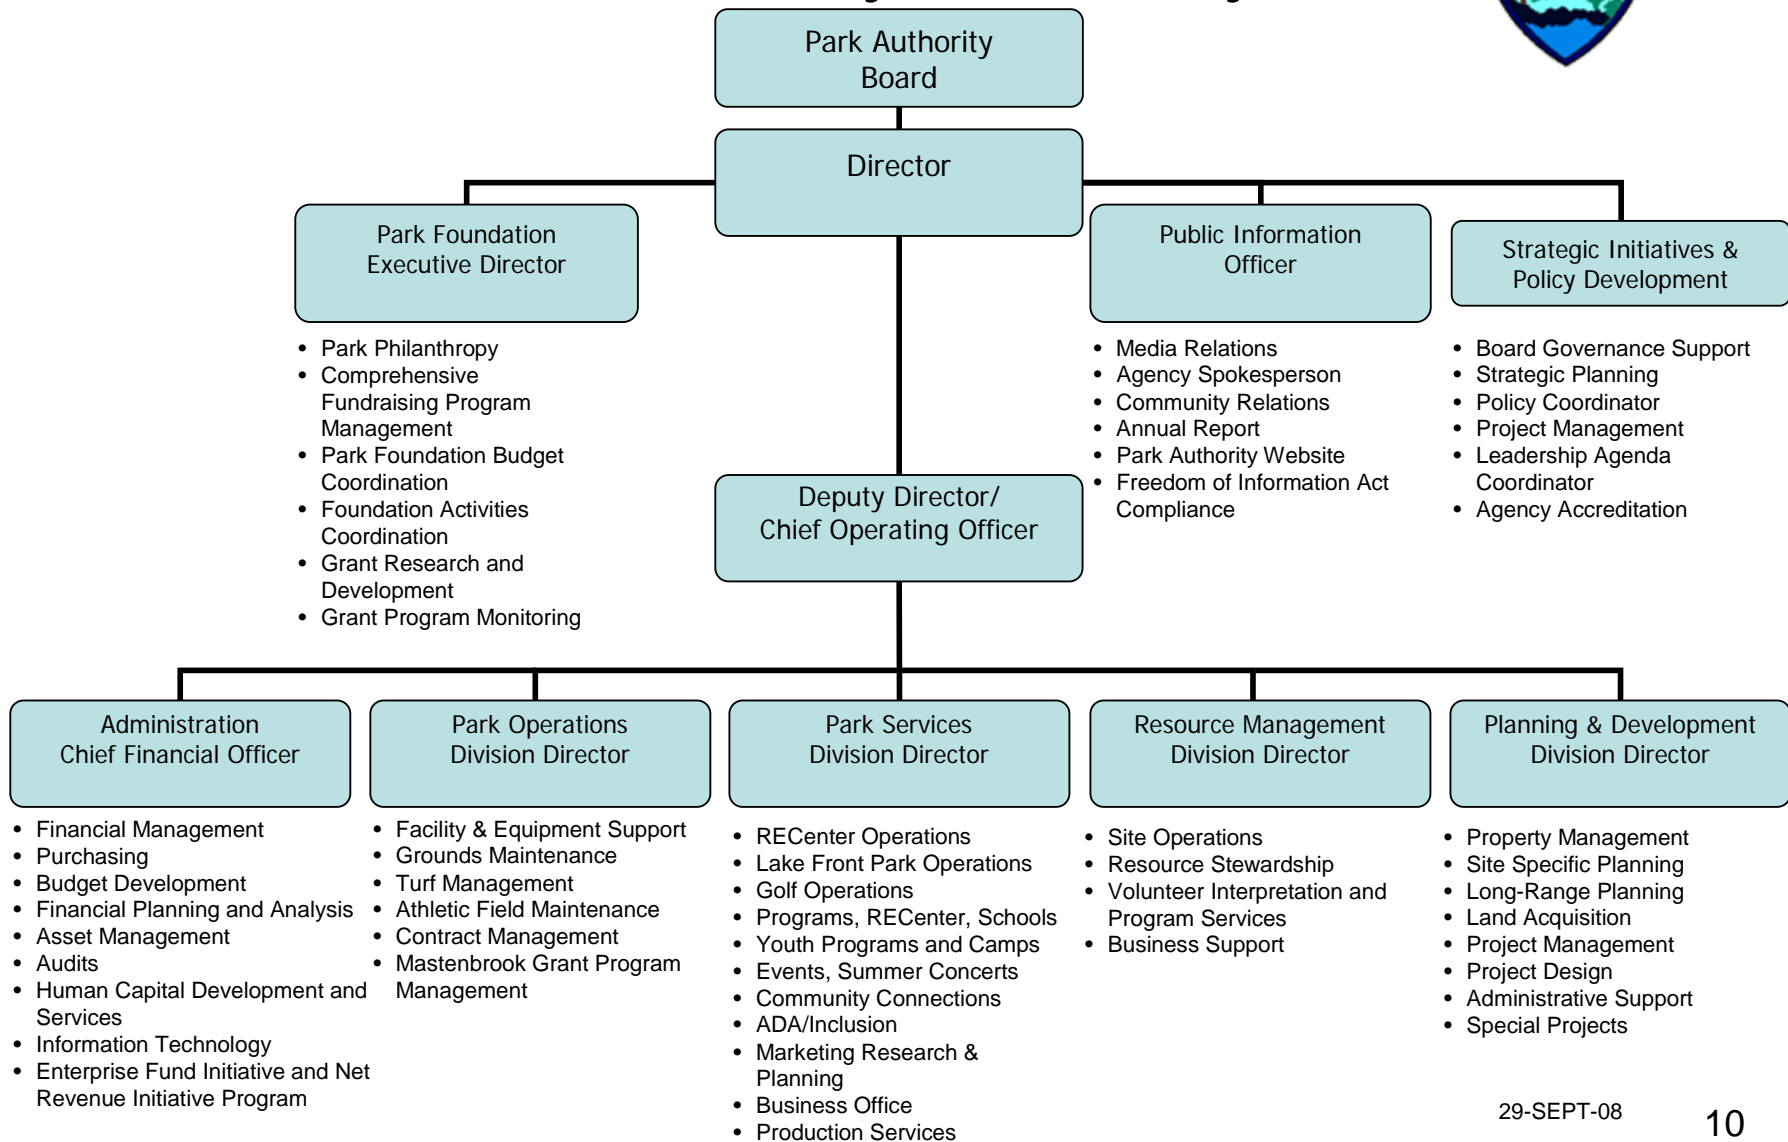 Park Authority
Board
Director
Park Foundation
Executive Director
Public Information
Officer
Strategic Initiatives &
Policy Development
• Park Philanthropy
• Comprehensive
Fundraising Program
Management
• Park Foundation Budget
Coordination
• Foundation Activities
Coordination
• Grant Research and
Development
• Grant Program Monitoring
• Media Relations
• Agency Spokesperson
• Community Relations
• Annual Report
• Park Authority Website
• Freedom of Information Act
Compliance
• Board Governance Support
• Strategic Planning
• Policy Coordinator
• Project Management
• Leadership Agenda
Coordinator
• Agency Accreditation
Deputy Director/
Chief Operating Officer
Administration
Chief Financial Officer
Park Operations
Division Director
Park Services
Division Director
Resource Management
Division Director
Planning & Development
Division Director
• Financial Management
• Purchasing
• Budget Development
• Financial Planning and Analysis
• Asset Management
• Audits
• Human Capital Development and
Services
• Information Technology
• Enterprise Fund Initiative and Net
Revenue Initiative Program
• Facility & Equipment Support
• Grounds Maintenance
• Turf Management
• Athletic Field Maintenance
• Contract Management
• Mastenbrook Grant Program
Management
• RECenter Operations
• Lake Front Park Operations
• Golf Operations
• Programs, RECenter, Schools
• Youth Programs and Camps
• Events, Summer Concerts
• Community Connections
• ADA/Inclusion
• Marketing Research &
Planning
• Business Office
• Production Services
• Site Operations
• Resource Stewardship
• Volunteer Interpretation and
Program Services
• Business Support
• Property Management
• Site Specific Planning
• Long-Range Planning
• Land Acquisition
• Project Management
• Project Design
• Administrative Support
• Special Projects
29-SEPT-08
10